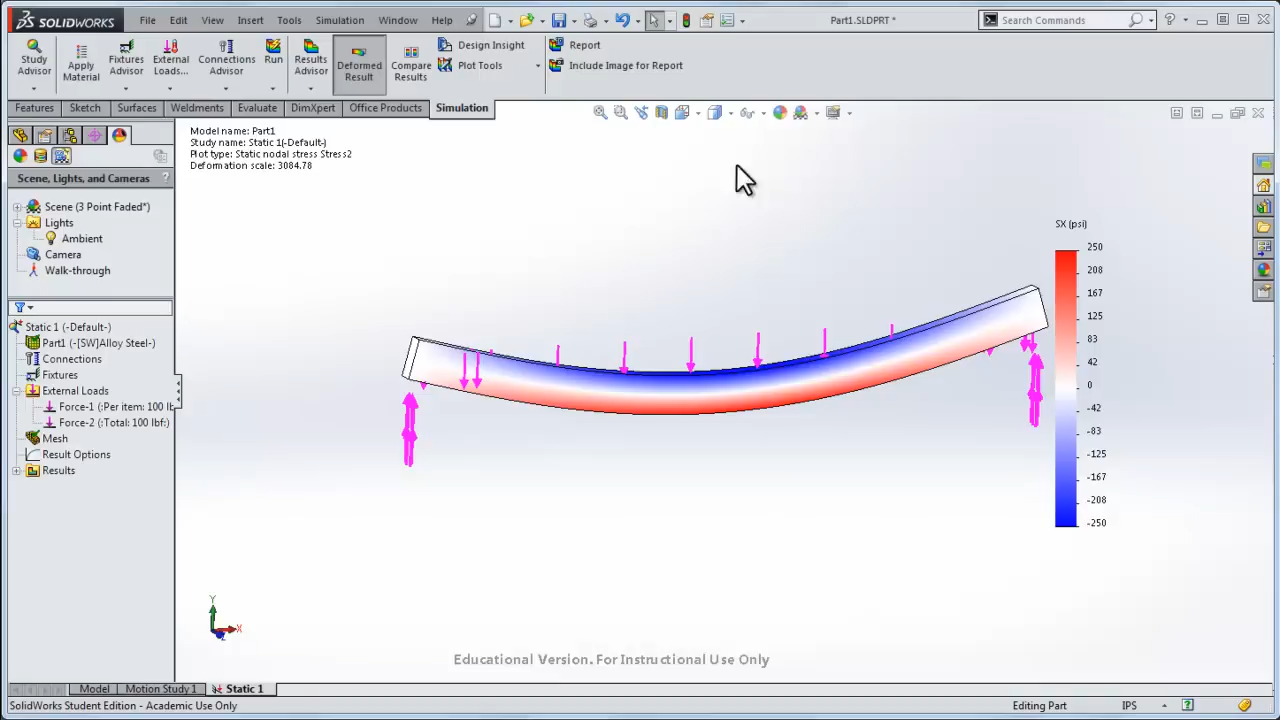 SOLIDWORKS File Edit View Insert Tools Simulation Window Help Part1.SLDPRT * Search Commands
Study Advisor
Apply Material
Fixtures Advisor
External Loads...
Connections Advisor
Run
Results Advisor
Deformed Result
Compare Results
Design Insight
Plot Tools
Report
Include Image for Report
Features Sketch Surfaces Weldments Evaluate DimXpert Office Products Simulation
Model name: Part1
Study name: Static 1(-Default-)
Plot type: Static nodal stress Stress2
Deformation scale: 3084.78
Scene, Lights, and Cameras ?
Scene (3 Point Faded*)
Lights
Ambient
Camera
Walk-through
Static 1 (-Default-)
Part1 (-[SW]Alloy Steel-)
Connections
Fixtures
External Loads
Force-1 (:Per item: 100 lb
Force-2 (:Total: 100 lbf:)
Mesh
Result Options
Results
SX (psi)
250
208
167
125
83
42
0
-42
-83
-125
-167
-208
-250
Y
X
Z
Educational Version. For Instructional Use Only
Model Motion Study 1 Static 1
SolidWorks Student Edition - Academic Use Only Editing Part IPS